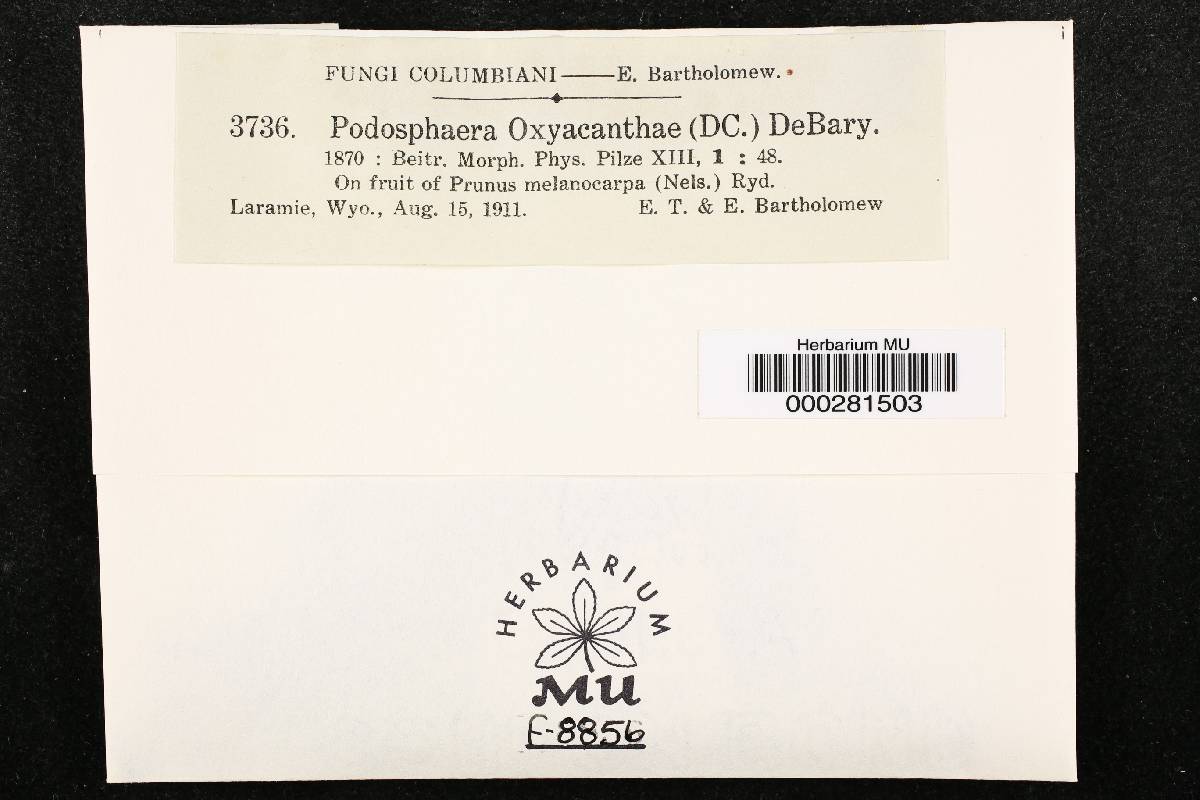 FUNGI COLUMBIANI——E. Bartholomew.
3736. Podosphaera Oxyacanthae (DC.) DeBary.
1870 : Beitr. Morph. Phys. Pilze XIII, 1 : 48.
On fruit of Prunus melanocarpa (Nels.) Ryd.
Laramie, Wyo., Aug. 15, 1911. E. T. & E. Bartholomew
Herbarium MU
000281503
HERBARIUM
MU
F-8856